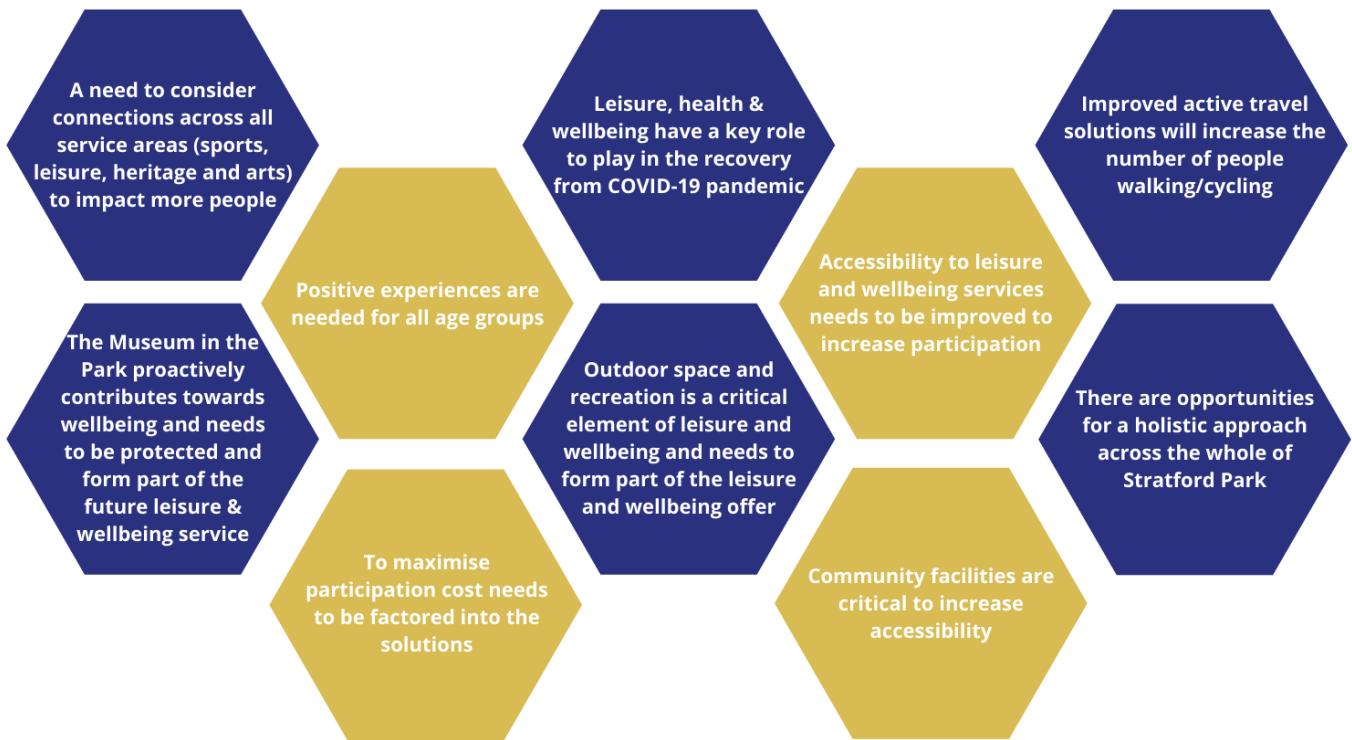 A need to consider
connections across all
service areas (sports,
leisure, heritage and arts)
to impact more people
Leisure, health &
wellbeing have a key role
to play in the recovery
from COVID-19 pandemic
Improved active travel
solutions will increase the
number of people
walking/cycling
Positive experiences are
needed for all age groups
Accessibility to leisure
and wellbeing services
needs to be improved to
increase participation
The Museum in the
Park proactively
contributes towards
wellbeing and needs
to be protected and
form part of the
future leisure &
wellbeing service
Outdoor space and
recreation is a critical
element of leisure and
wellbeing and needs to
form part of the leisure
and wellbeing offer
There are opportunities
for a holistic approach
across the whole of
Stratford Park
To maximise
participation cost needs
to be factored into the
solutions
Community facilities are
critical to increase
accessibility